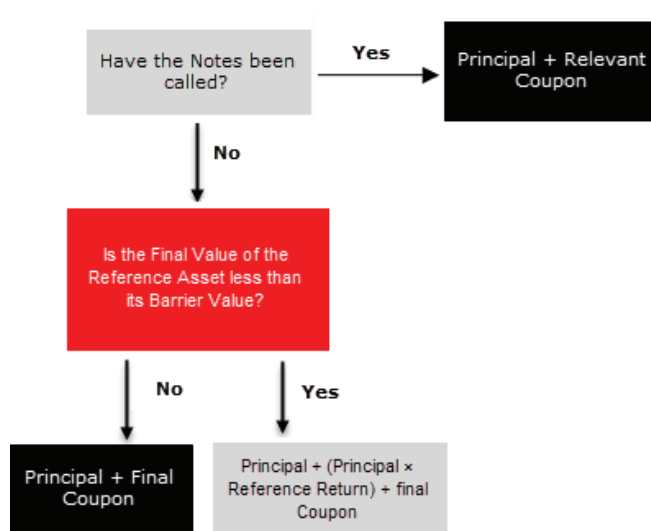 Have the Notes been
called?
Yes
Principal + Relevant
Coupon
No
Is the Final Value of the
Reference Asset less than
its Barrier Value?
No
Yes
Principal + Final
Coupon
Principal + (Principal ×
Reference Return) + final
Coupon